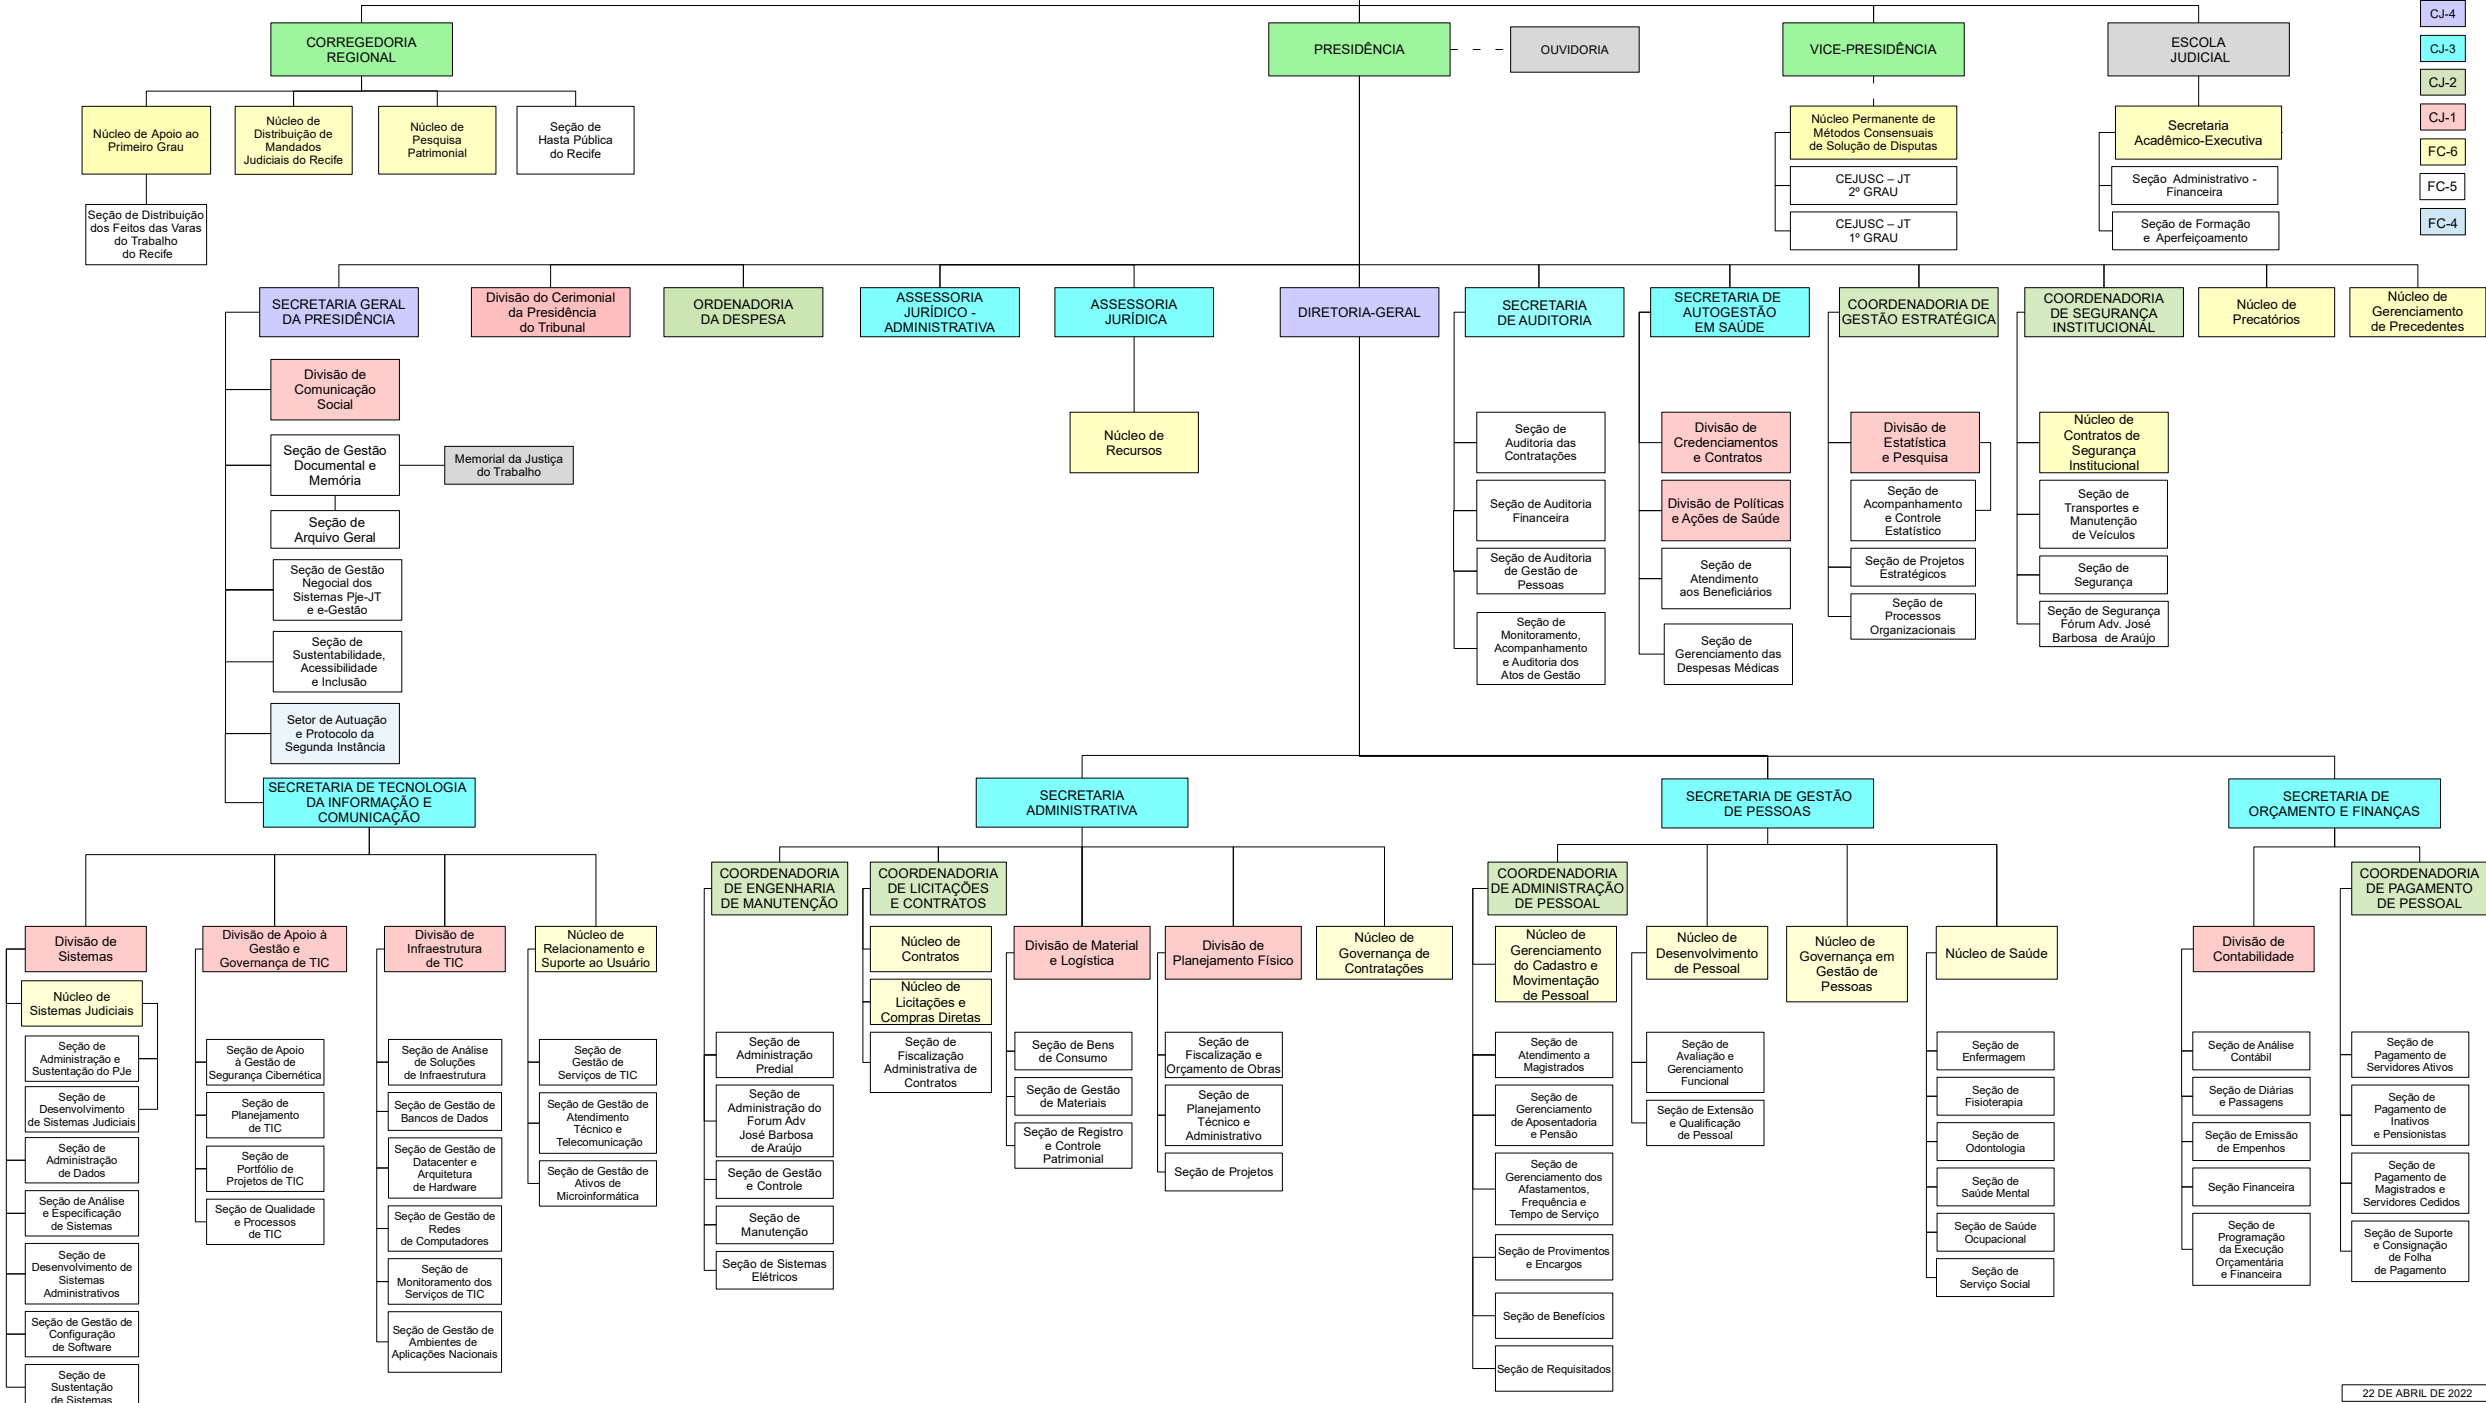 CORREGEDORIA
REGIONAL
PRESIDÊNCIA
OUVIDORIA
VICE-PRESIDÊNCIA
ESCOLA
JUDICIAL
CJ-4
CJ-3
CJ-2
CJ-1
FC-6
FC-5
FC-4
Núcleo de Apoio ao
Primeiro Grau
Núcleo de
Distribuição de
Mandados
Judiciais do Recife
Núcleo de
Pesquisa
Patrimonial
Seção de
Hasta Pública
do Recife
Seção de Distribuição
dos Feitos das Varas
do Trabalho
do Recife
Núcleo Permanente de
Métodos Consensuais
de Solução de Disputas
CEJUSC – JT
2º GRAU
CEJUSC – JT
1º GRAU
Secretaria
Acadêmico-Executiva
Seção Administrativo -
Financeira
Seção de Formação
e Aperfeiçoamento
SECRETARIA GERAL
DA PRESIDÊNCIA
Divisão do Cerimonial
da Presidência
do Tribunal
ORDENADORIA
DA DESPESA
ASSESSORIA
JURÍDICO -
ADMINISTRATIVA
ASSESSORIA
JURÍDICA
DIRETORIA-GERAL
SECRETARIA
DE AUDITORIA
SECRETARIA DE
AUTOGESTÃO
EM SAÚDE
COORDENADORIA DE
GESTÃO ESTRATÉGICA
COORDENADORIA
DE SEGURANÇA
INSTITUCIONAL
Núcleo de
Precatórios
Núcleo de
Gerenciamento
de Precedentes
Divisão de
Comunicação
Social
Seção de Gestão
Documental e
Memória
Memorial da Justiça
do Trabalho
Seção de
Arquivo Geral
Seção de Gestão
Negocial dos
Sistemas Pje-JT
e e-Gestão
Seção de
Sustentabilidade,
Acessibilidade
e Inclusão
Setor de Autuação
e Protocolo da
Segunda Instância
Núcleo de
Recursos
Seção de
Auditoria das
Contratações
Seção de Auditoria
Financeira
Seção de Auditoria
de Gestão de
Pessoas
Seção de
Monitoramento,
Acompanhamento
e Auditoria dos
Atos de Gestão
Divisão de
Credenciamentos
e Contratos
Divisão de Políticas
e Ações de Saúde
Seção de
Atendimento
aos Beneficiários
Seção de
Gerenciamento das
Despesas Médicas
Divisão de
Estatística
e Pesquisa
Seção de
Acompanhamento
e Controle
Estatístico
Seção de Projetos
Estratégicos
Seção de
Processos
Organizacionais
Núcleo de
Contratos de
Segurança
Institucional
Seção de
Transportes e
Manutenção
de Veículos
Seção de
Segurança
Seção de Segurança
Fórum Adv. José
Barbosa de Araújo
SECRETARIA DE TECNOLOGIA
DA INFORMAÇÃO E
COMUNICAÇÃO
SECRETARIA
ADMINISTRATIVA
SECRETARIA DE GESTÃO
DE PESSOAS
SECRETARIA DE
ORÇAMENTO E FINANÇAS
Divisão de
Sistemas
Núcleo de
Sistemas Judiciais
Seção de
Administração e
Sustentação do PJe
Seção de
Desenvolvimento
de Sistemas Judiciais
Seção de
Administração
de Dados
Seção de Análise
e Especificação
de Sistemas
Seção de
Desenvolvimento de
Sistemas
Administrativos
Seção de Gestão de
Configuração
de Software
Seção de
Sustentação
de Sistemas
Divisão de Apoio à
Gestão e
Governança de TIC
Seção de Apoio
à Gestão de
Segurança Cibernética
Seção de
Planejamento
de TIC
Seção de
Portfólio de
Projetos de TIC
Seção de Qualidade
e Processos
de TIC
Divisão de
Infraestrutura
de TIC
Seção de Análise
de Soluções
de Infraestrutura
Seção de Gestão de
Bancos de Dados
Seção de Gestão de
Datacenter e
Arquitetura
de Hardware
Seção de Gestão de
Redes
de Computadores
Seção de
Monitoramento dos
Serviços de TIC
Seção de Gestão de
Ambientes de
Aplicações Nacionais
Núcleo de
Relacionamento e
Suporte ao Usuário
Seção de
Gestão de
Serviços de TIC
Seção de Gestão de
Atendimento
Técnico e
Telecomunicação
Seção de Gestão de
Ativos de
Microinformática
COORDENADORIA
DE ENGENHARIA
DE MANUTENÇÃO
Seção de
Administração
Predial
Seção de
Administração do
Forum Adv
José Barbosa
de Araújo
Seção de Gestão
e Controle
Seção de
Manutenção
Seção de Sistemas
Elétricos
COORDENADORIA
DE LICITAÇÕES
E CONTRATOS
Núcleo de
Contratos
Núcleo de
Licitações e
Compras Diretas
Seção de
Fiscalização
Administrativa de
Contratos
Divisão de Material
e Logística
Seção de Bens
de Consumo
Seção de Gestão
de Materiais
Seção de Registro
e Controle
Patrimonial
Divisão de
Planejamento Físico
Seção de
Fiscalização e
Orçamento de Obras
Seção de
Planejamento
Técnico e
Administrativo
Seção de Projetos
Núcleo de
Governança de
Contratações
COORDENADORIA
DE ADMINISTRAÇÃO
DE PESSOAL
Núcleo de
Gerenciamento
do Cadastro e
Movimentação
de Pessoal
Seção de
Atendimento a
Magistrados
Seção de
Gerenciamento
de Aposentadoria
e Pensão
Seção de
Gerenciamento dos
Afastamentos,
Frequência e
Tempo de Serviço
Seção de Provimentos
e Encargos
Seção de Benefícios
Seção de Requisitados
Núcleo de
Desenvolvimento
de Pessoal
Seção de
Avaliação e
Gerenciamento
Funcional
Seção de Extensão
e Qualificação
de Pessoal
Núcleo de
Governança em
Gestão de
Pessoas
Núcleo de Saúde
Seção de
Enfermagem
Seção de
Fisioterapia
Seção de
Odontologia
Seção de
Saúde Mental
Seção de Saúde
Ocupacional
Seção de
Serviço Social
Divisão de
Contabilidade
Seção de Análise
Contábil
Seção de Diárias
e Passagens
Seção de Emissão
de Empenhos
Seção Financeira
Seção de
Programação
da Execução
Orçamentária
e Financeira
COORDENADORIA
DE PAGAMENTO
DE PESSOAL
Seção de
Pagamento de
Servidores Ativos
Seção de
Pagamento de
Inativos
e Pensionistas
Seção de
Pagamento de
Magistrados e
Servidores Cedidos
Seção de Suporte
e Consignação
de Folha
de Pagamento
22 DE ABRIL DE 2022